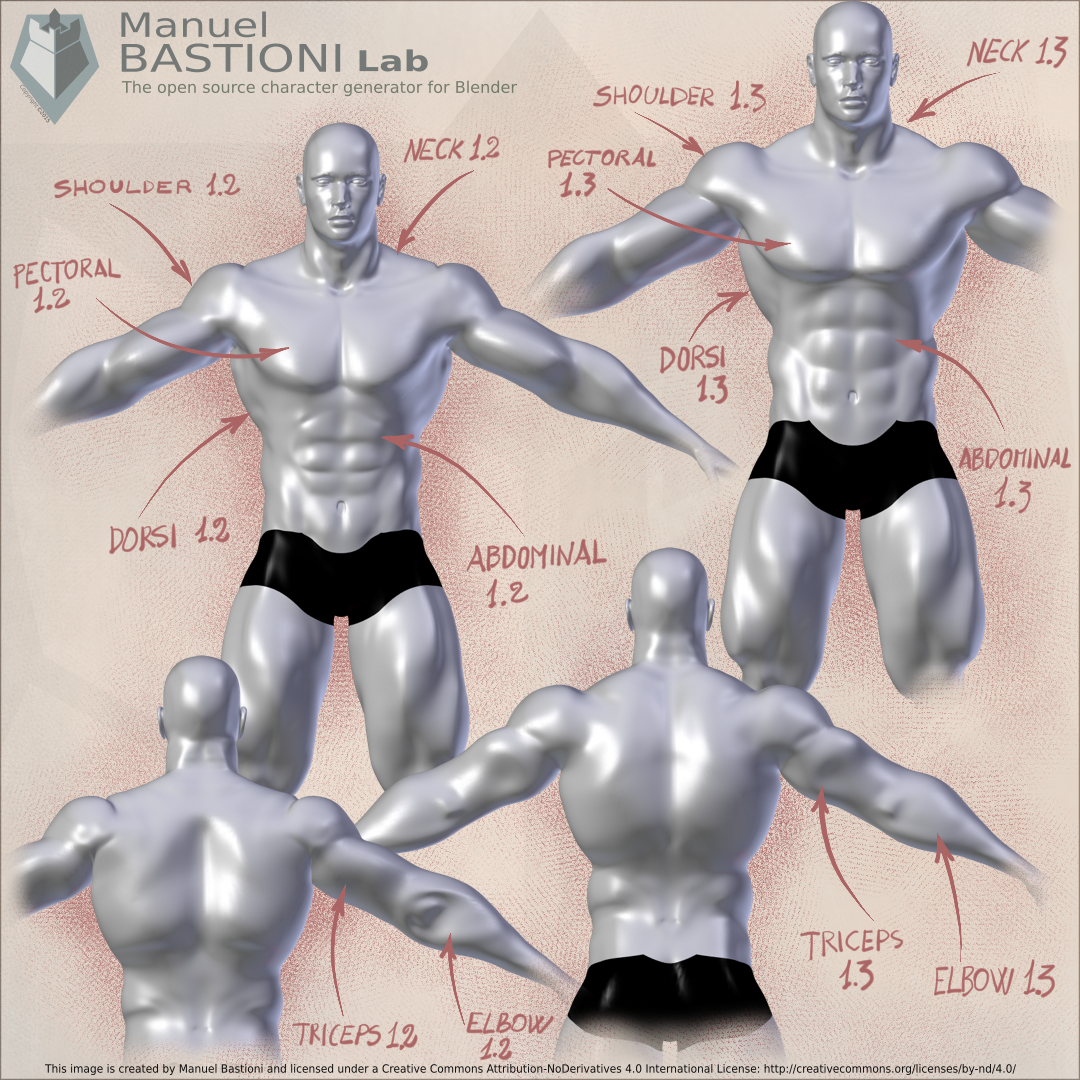 Manuel
BASTIONI Lab
The open source character generator for Blender
NECK 1.3
SHOULDER 1.3
PECTORAL
1.3
NECK 1.2
SHOULDER 1.2
PECTORAL
1.2
DORSI
1.3
ABDOMINAL
1.3
DORSI 1.2
ABDOMINAL
1.2
TRICEPS
1.3
ELBOW 1.3
TRICEPS 1.2
ELBOW
1.2
This image is created by Manuel Bastioni and licensed under a Creative Commons Attribution-NoDerivatives 4.0 International License: http://creativecommons.org/licenses/by-nd/4.0/